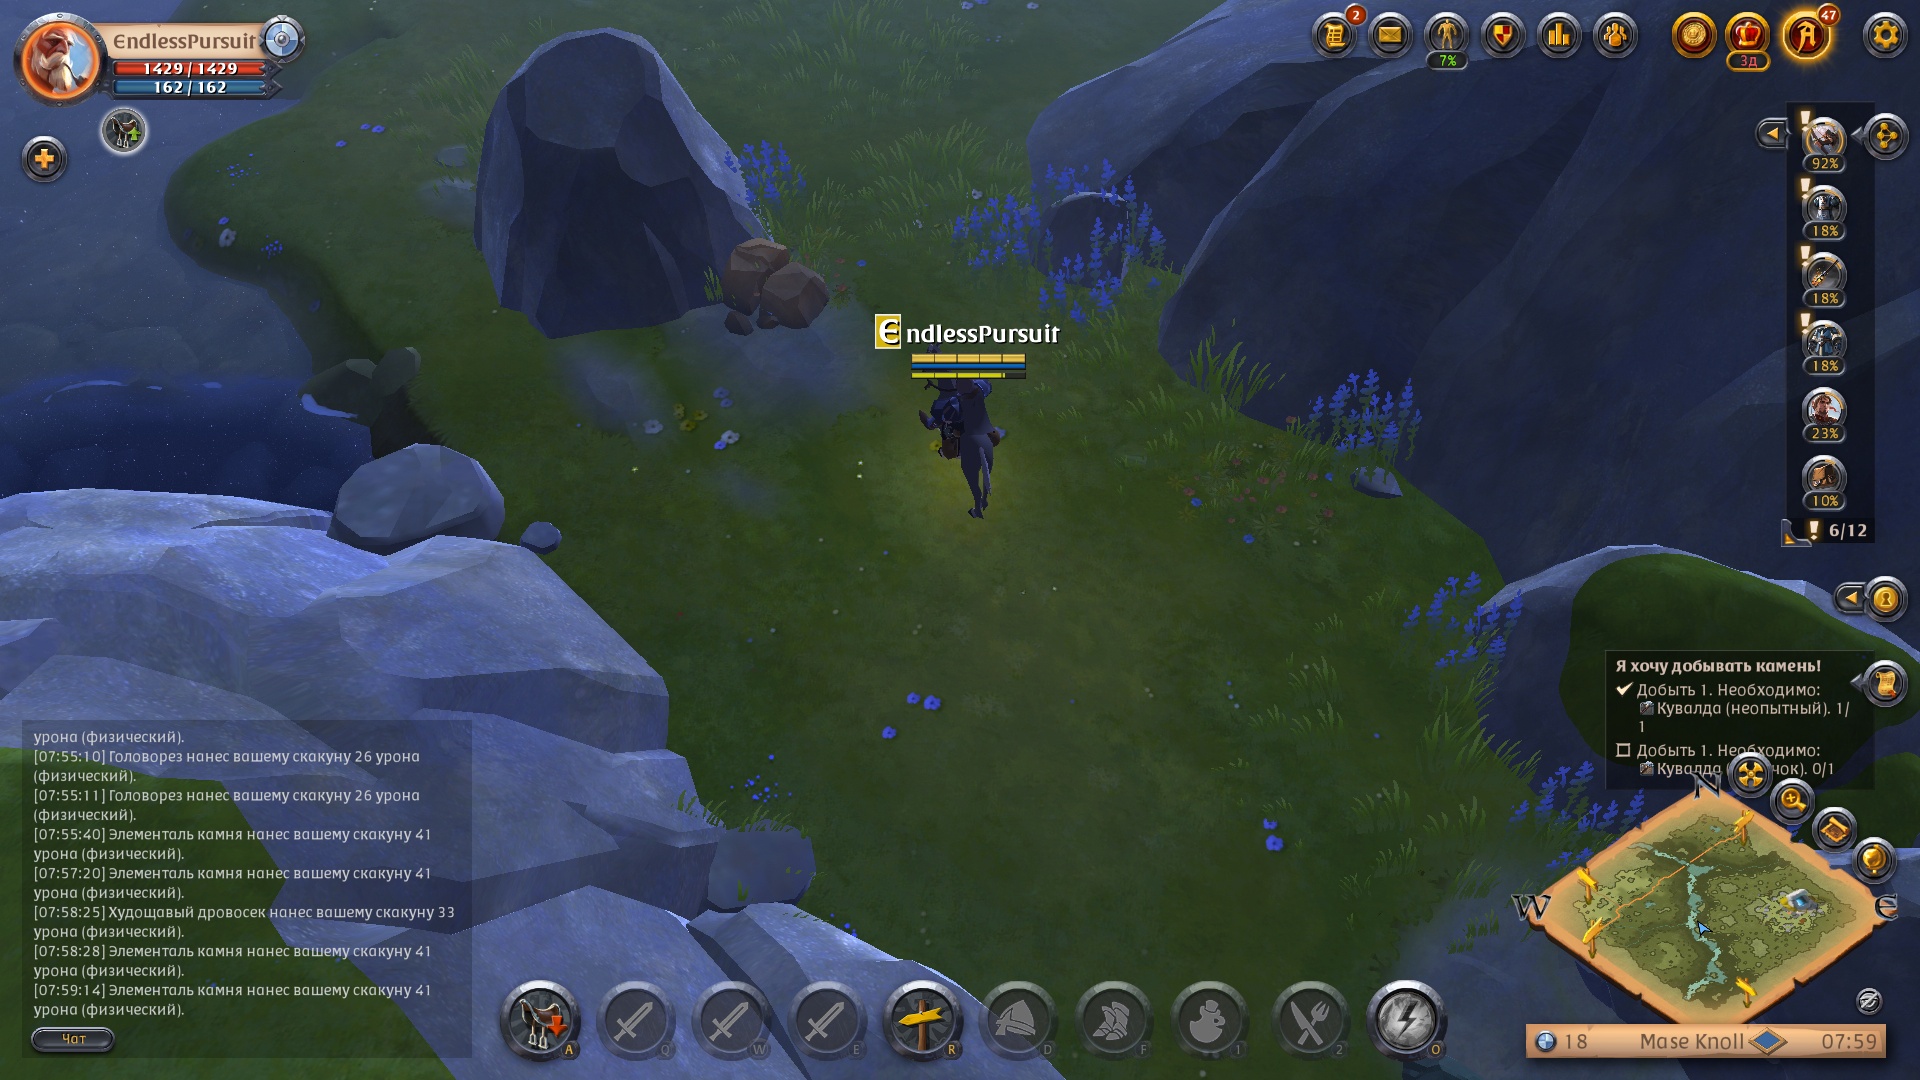 EndlessPursuit
1429 / 1429
162 / 162
2
7%
3д
47
92%
18%
18%
18%
23%
10%
6/12
EndlessPursuit
Я хочу добывать камень!
Добыть 1. Необходимо:
Кувалда (неопытный). 1/
1
Добыть 1. Необходимо:
Кувалда
чок). 0/1
N
W
E
18
Mase Knoll
07:59
урона (физический).
[07:55:10] Головорез нанес вашему скакуну 26 урона
(физический).
[07:55:11] Головорез нанес вашему скакуну 26 урона
(физический).
[07:55:40] Элементаль камня нанес вашему скакуну 41
урона (физический).
[07:57:20] Элементаль камня нанес вашему скакуну 41
урона (физический).
[07:58:25] Худощавый дровосек нанес вашему скакуну 33
урона (физический).
[07:58:28] Элементаль камня нанес вашему скакуну 41
урона (физический).
[07:59:14] Элементаль камня нанес вашему скакуну 41
урона (физический).
Чат
A
Q
W
E
R
D
F
1
2
O